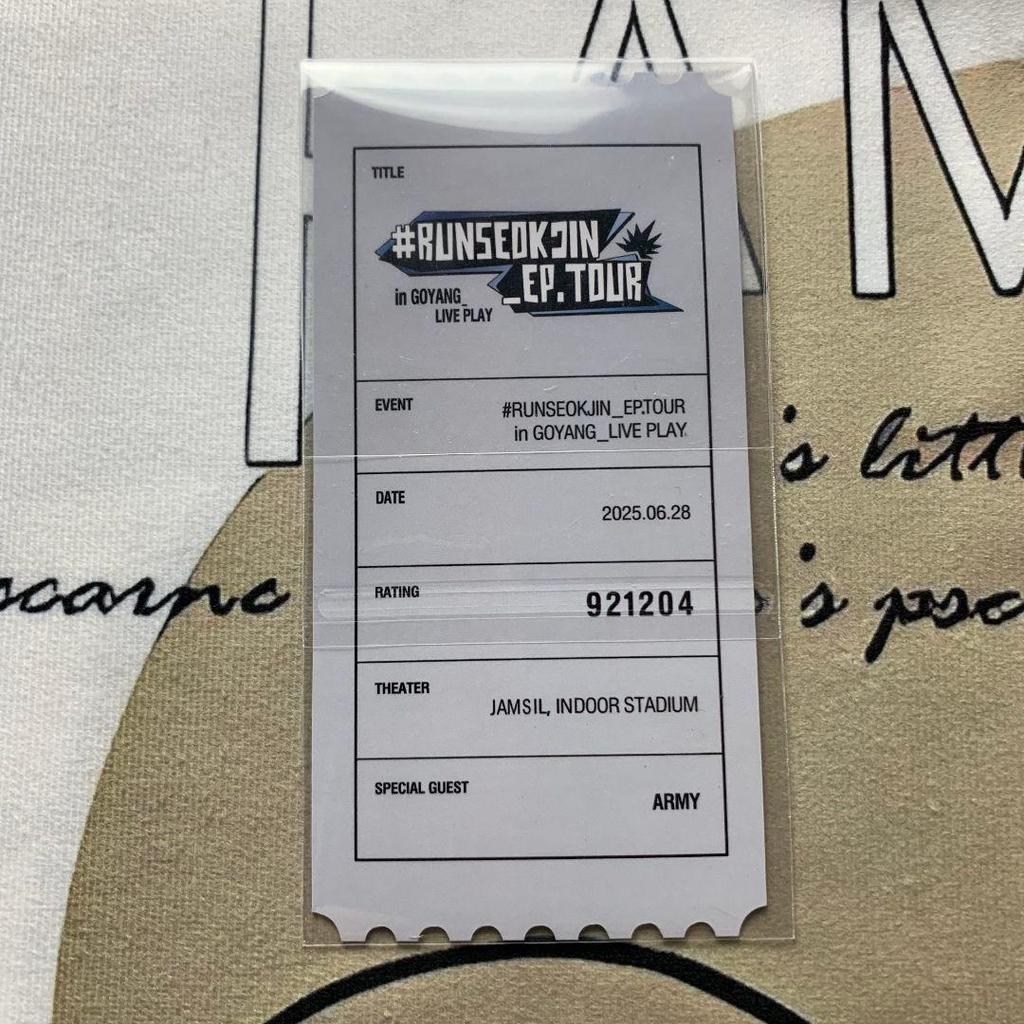 TITLE
#RUNSEOKJIN
_EP.TOUR
in GOYANG_
LIVE PLAY
EVENT
#RUNSEOKJIN_EP.TOUR
in GOYANG_LIVE PLAY
DATE
2025.06.28
RATING
921204
THEATER
JAMSIL, INDOOR STADIUM
SPECIAL GUEST
ARMY